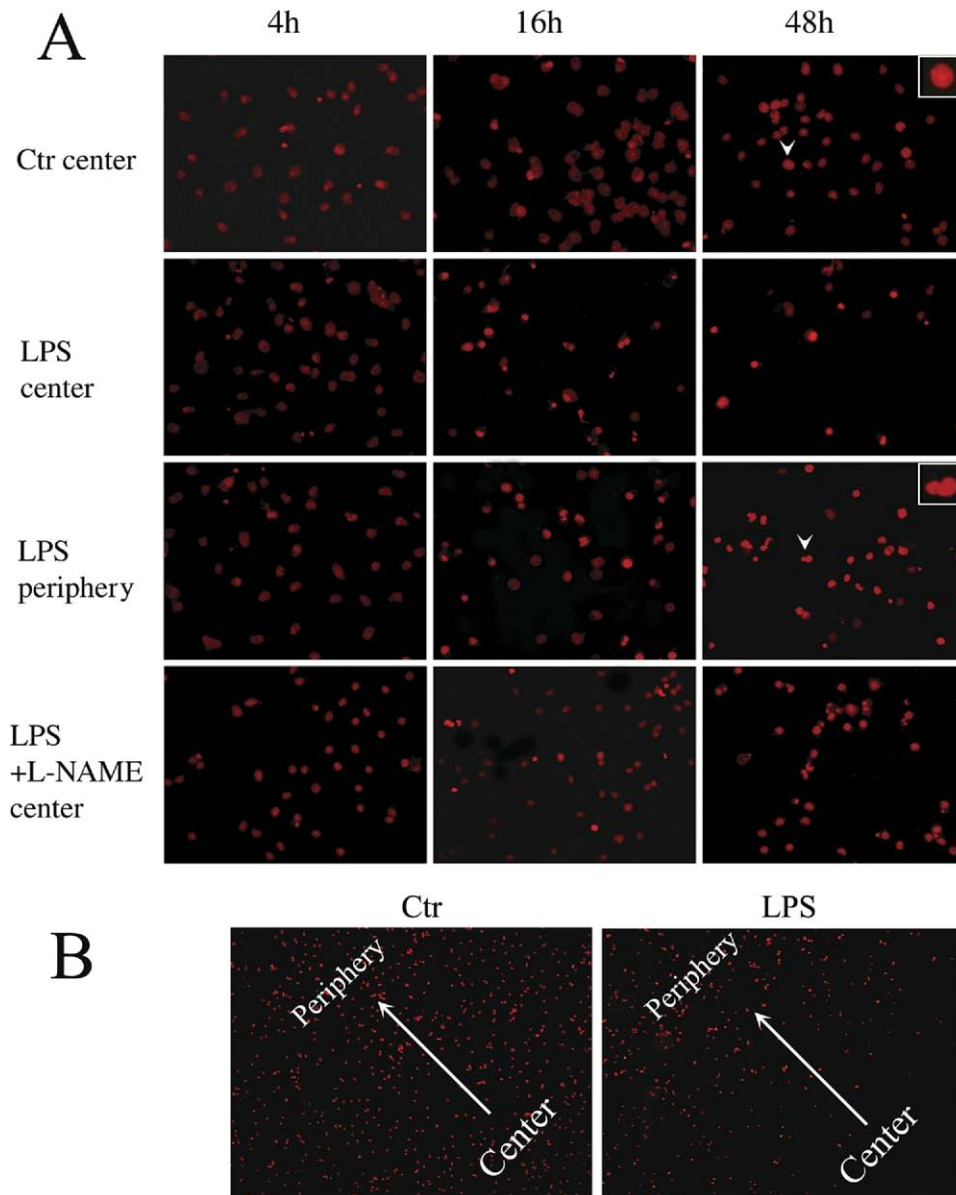 A
4h 16h 48h
Ctr center
LPS
center
LPS
periphery
LPS
+L-NAME
center
B
Ctr LPS
Periphery
Center
Periphery
Center